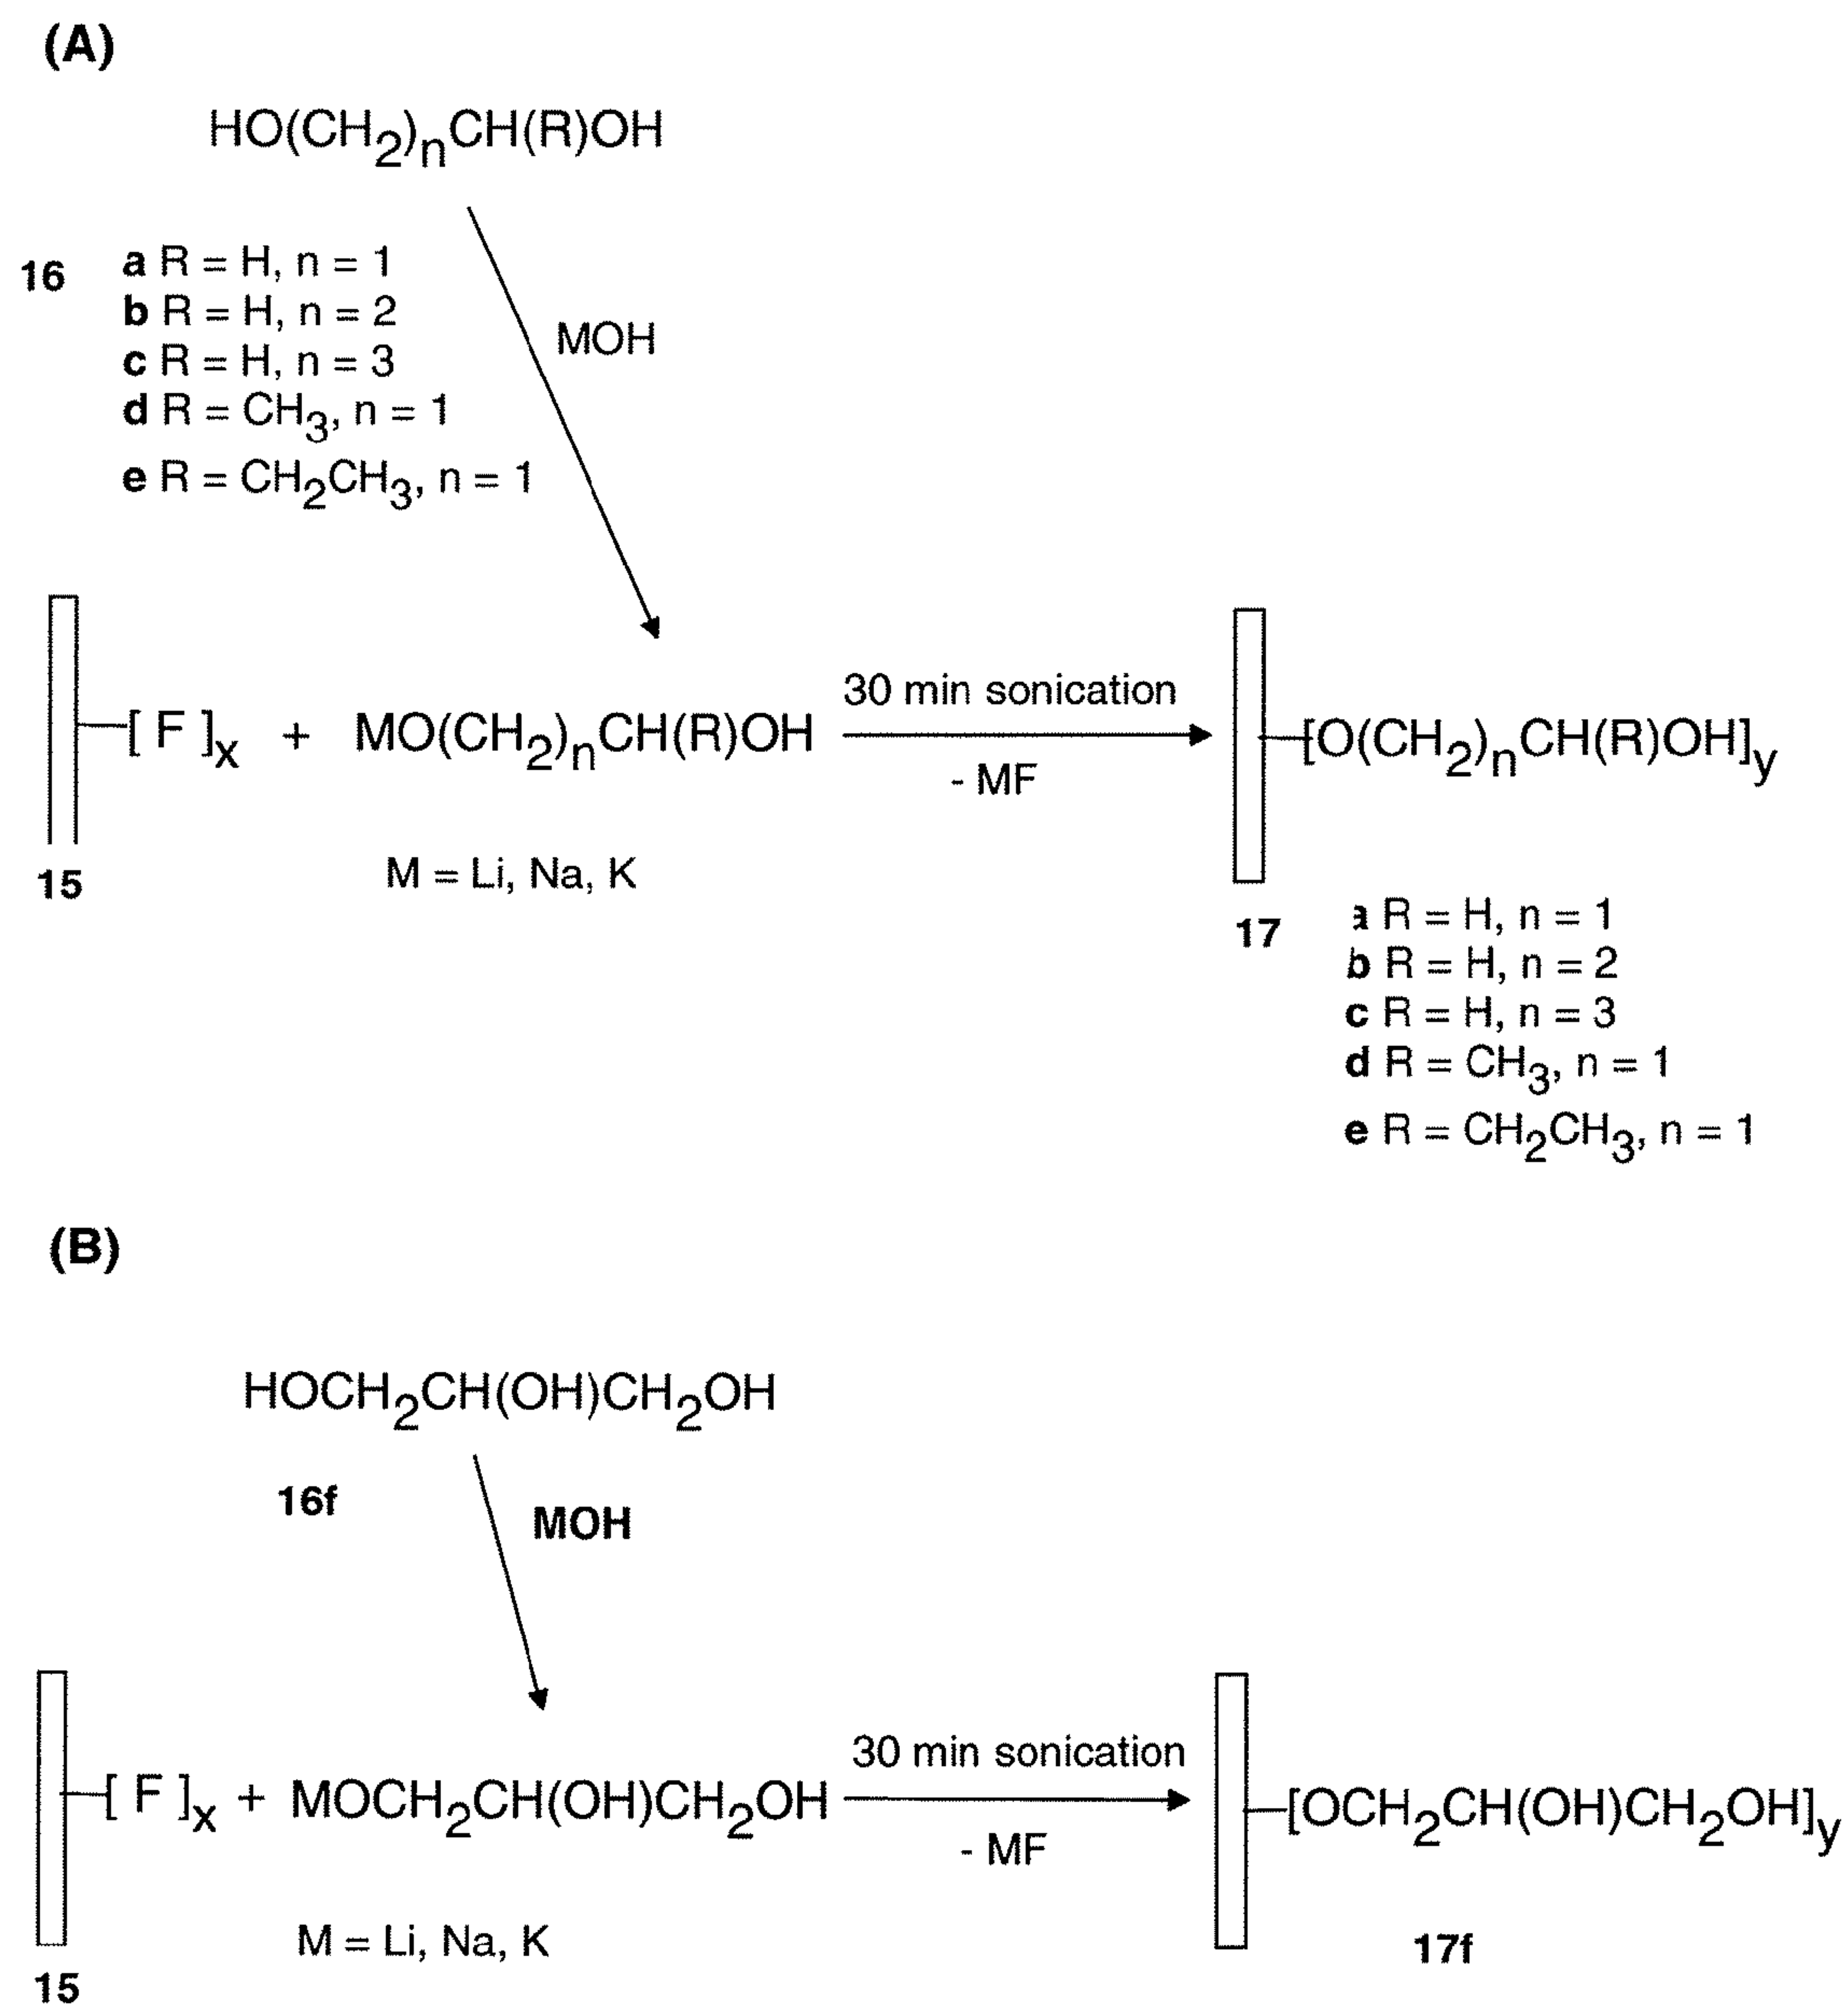 (A)
HO(CH2)nCH(R)OH
16
a R = H, n = 1
b R = H, n = 2
c R = H, n = 3
d R = CH3, n = 1
e R = CH2CH3, n = 1
MOH
[ F ]x + MO(CH2)nCH(R)OH
30 min sonication
- MF
[O(CH2)nCH(R)OH]y
15
M = Li, Na, K
17
a R = H, n = 1
b R = H, n = 2
c R = H, n = 3
d R = CH3, n = 1
e R = CH2CH3, n = 1
(B)
HOCH2CH(OH)CH2OH
16f
MOH
[ F ]x + MOCH2CH(OH)CH2OH
30 min sonication
- MF
[OCH2CH(OH)CH2OH]y
M = Li, Na, K
15
17f